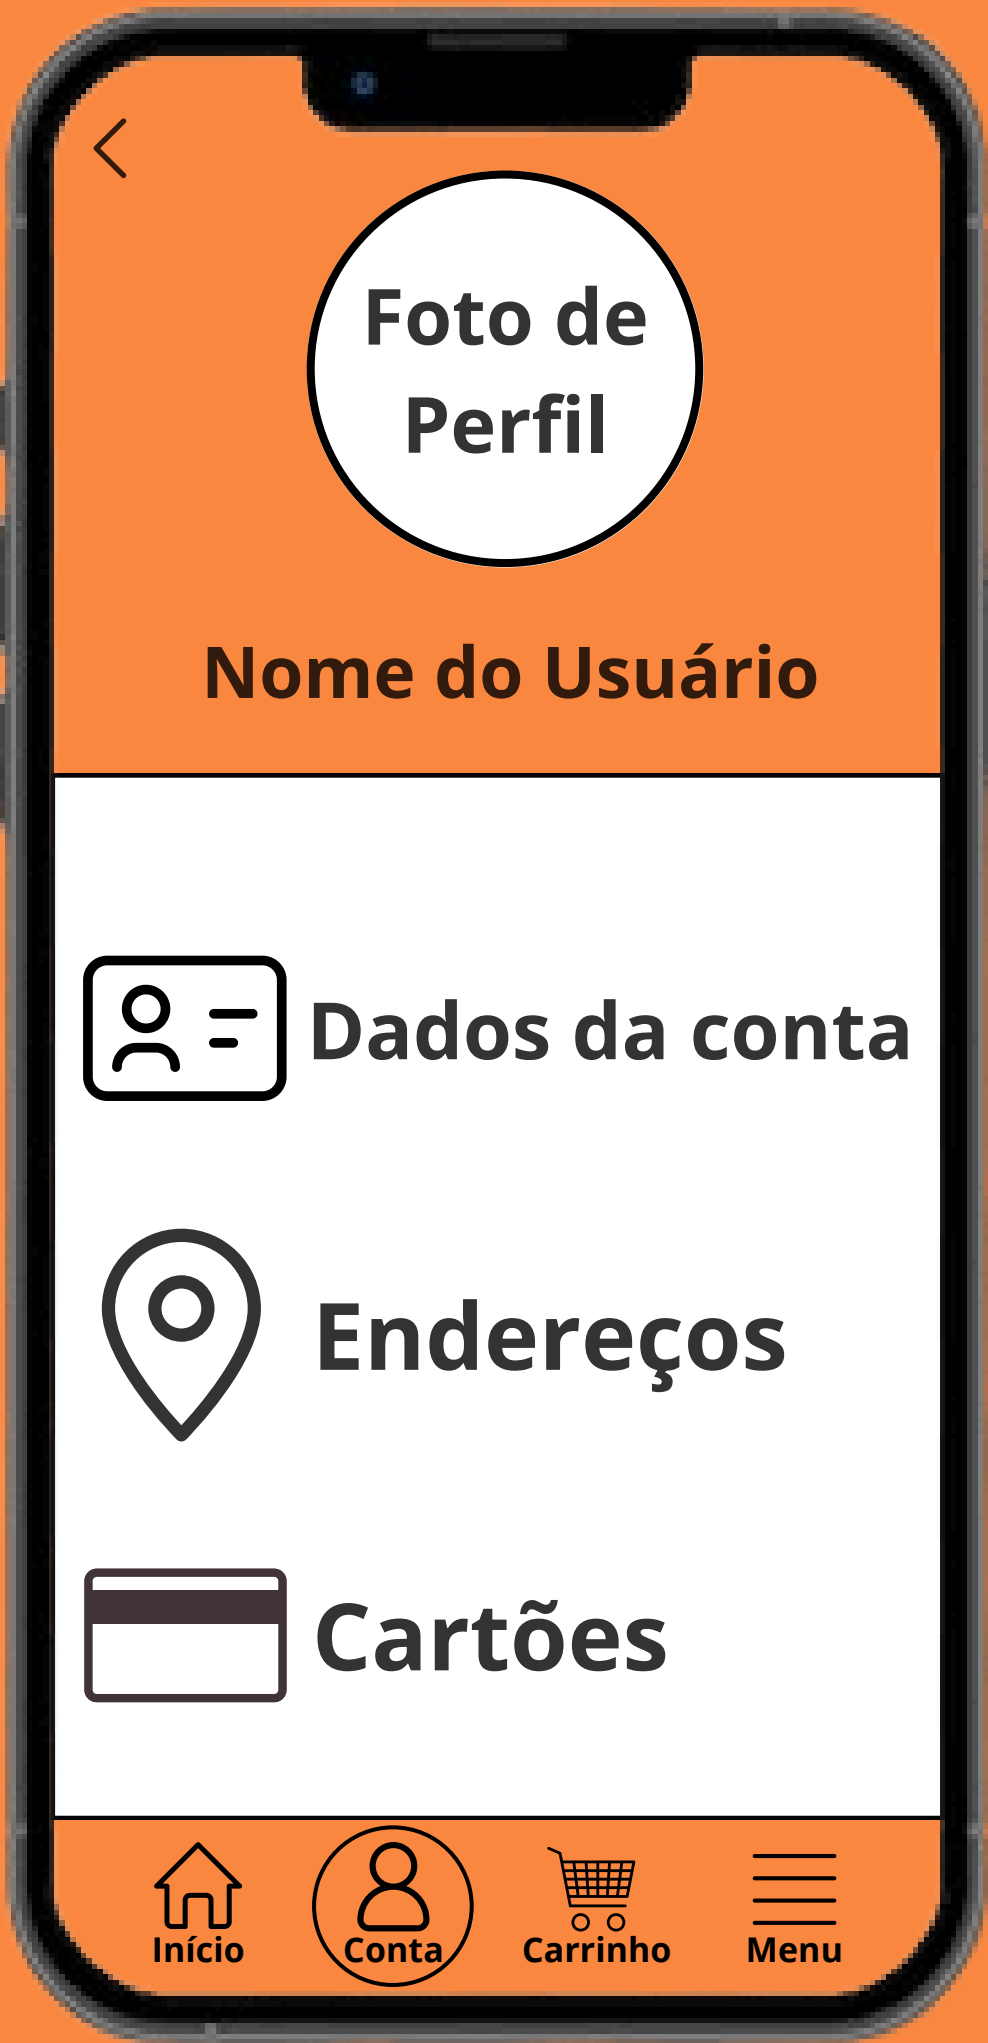 Foto de
Perfil
Nome do Usuário
Dados da conta
Endereços
Cartões
Início
Conta
Carrinho
Menu